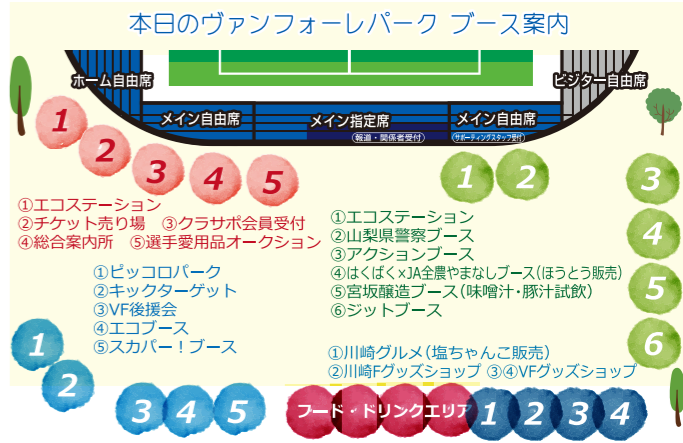 本日のヴァンフォーレパーク ブース案内
ホーム自由席
ビジター自由席
メイン自由席
メイン指定席
メイン自由席
報道・関係者受付
サポーティングスタッフ受付
1
2
3
4
5
1
2
3
4
5
6
①エコステーション
②チケット売り場 ③クラサポ会員受付
④総合案内所 ⑤選手愛用品オークション
①エコステーション
②山梨県警察ブース
③アクションブース
④はくばく×JA全農やまなしブース(ほうとう販売)
⑤宮坂醸造ブース(味噌汁・豚汁試飲)
⑥ジットブース
①ピッコロパーク
②キックターゲット
③VF後援会
④エコブース
⑤スカパー！ブース
①川崎グルメ(塩ちゃんこ販売)
②川崎Fグッズショップ ③④VFグッズショップ
1
2
3
4
5
フード・ドリンクエリア
1
2
3
4